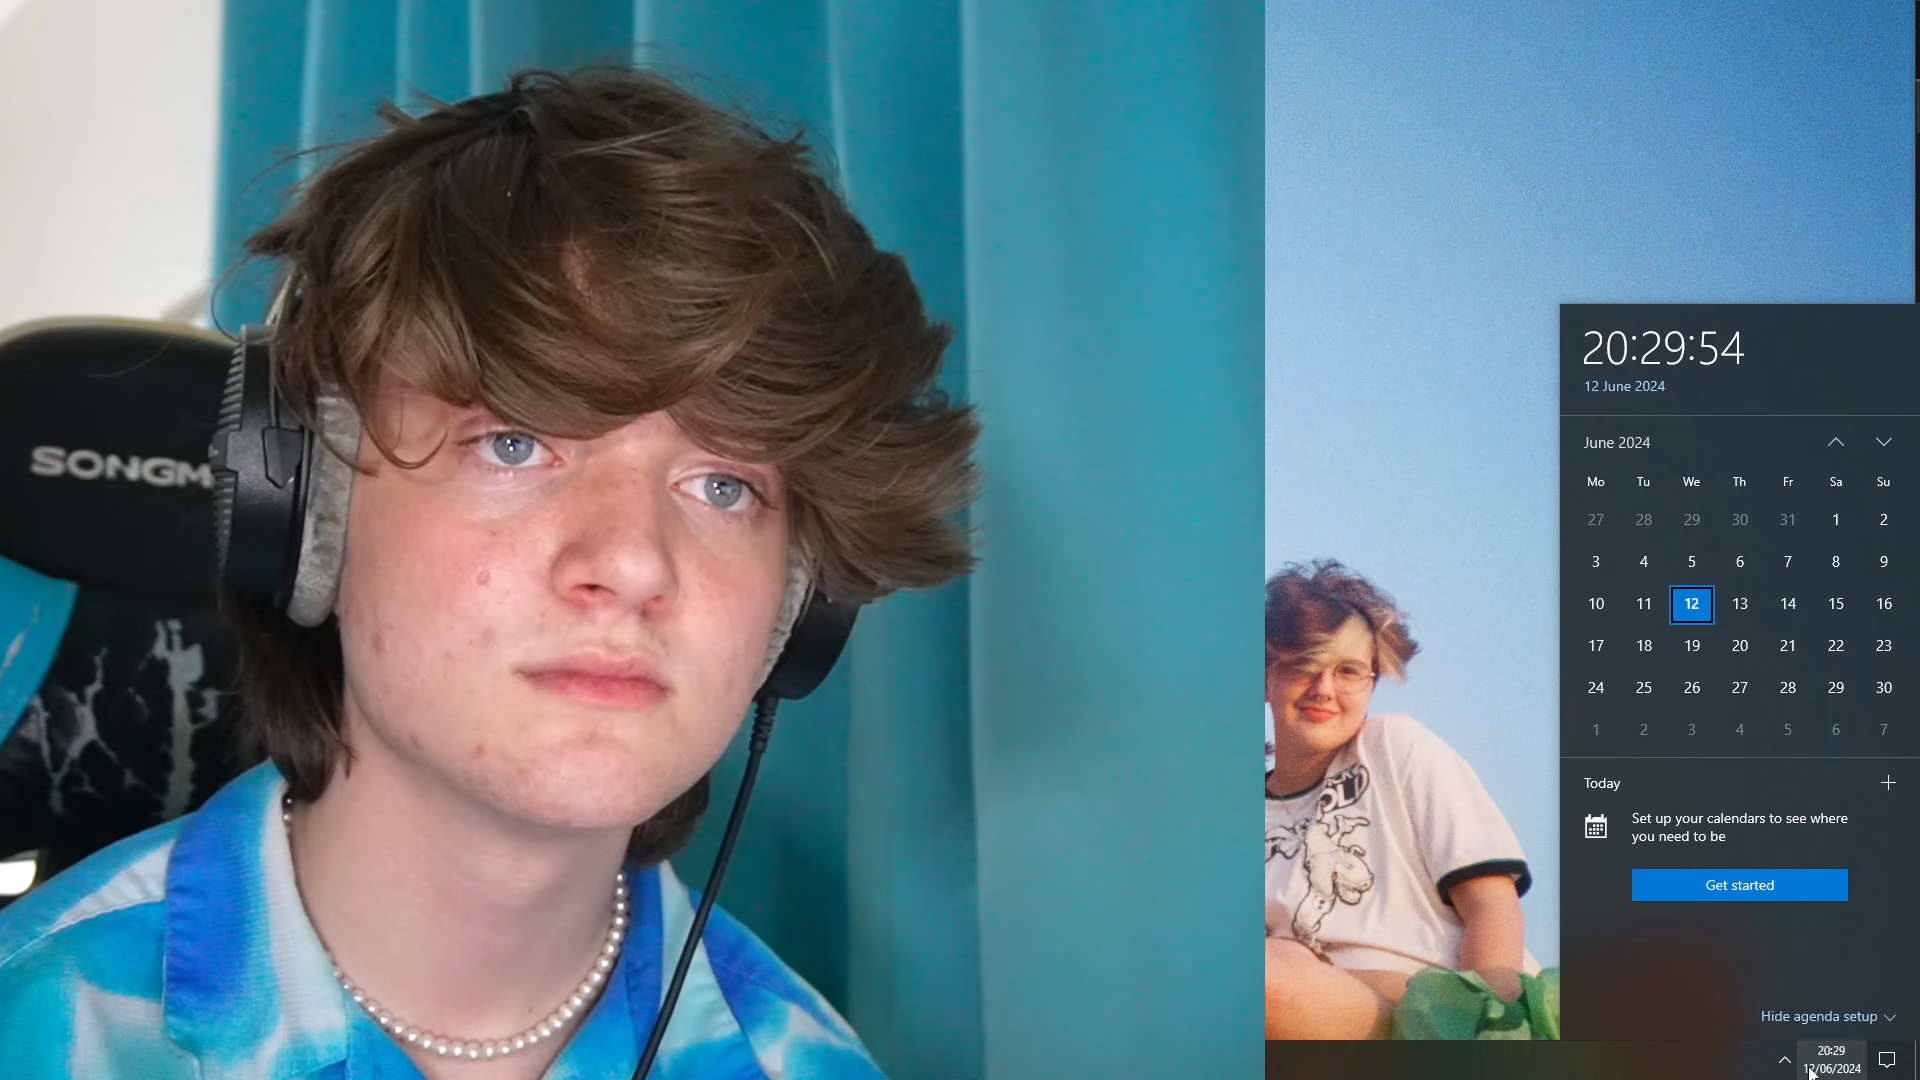 SONGM
20:29:54
12 June 2024
June 2024
Mo Tu We Th Fr Sa Su
27 28 29 30 31 1 2
3 4 5 6 7 8 9
10 11 12 13 14 15 16
17 18 19 20 21 22 23
24 25 26 27 28 29 30
1 2 3 4 5 6 7
Today
Set up your calendars to see where
you need to be
Get started
Hide agenda setup
20:29
12/06/2024